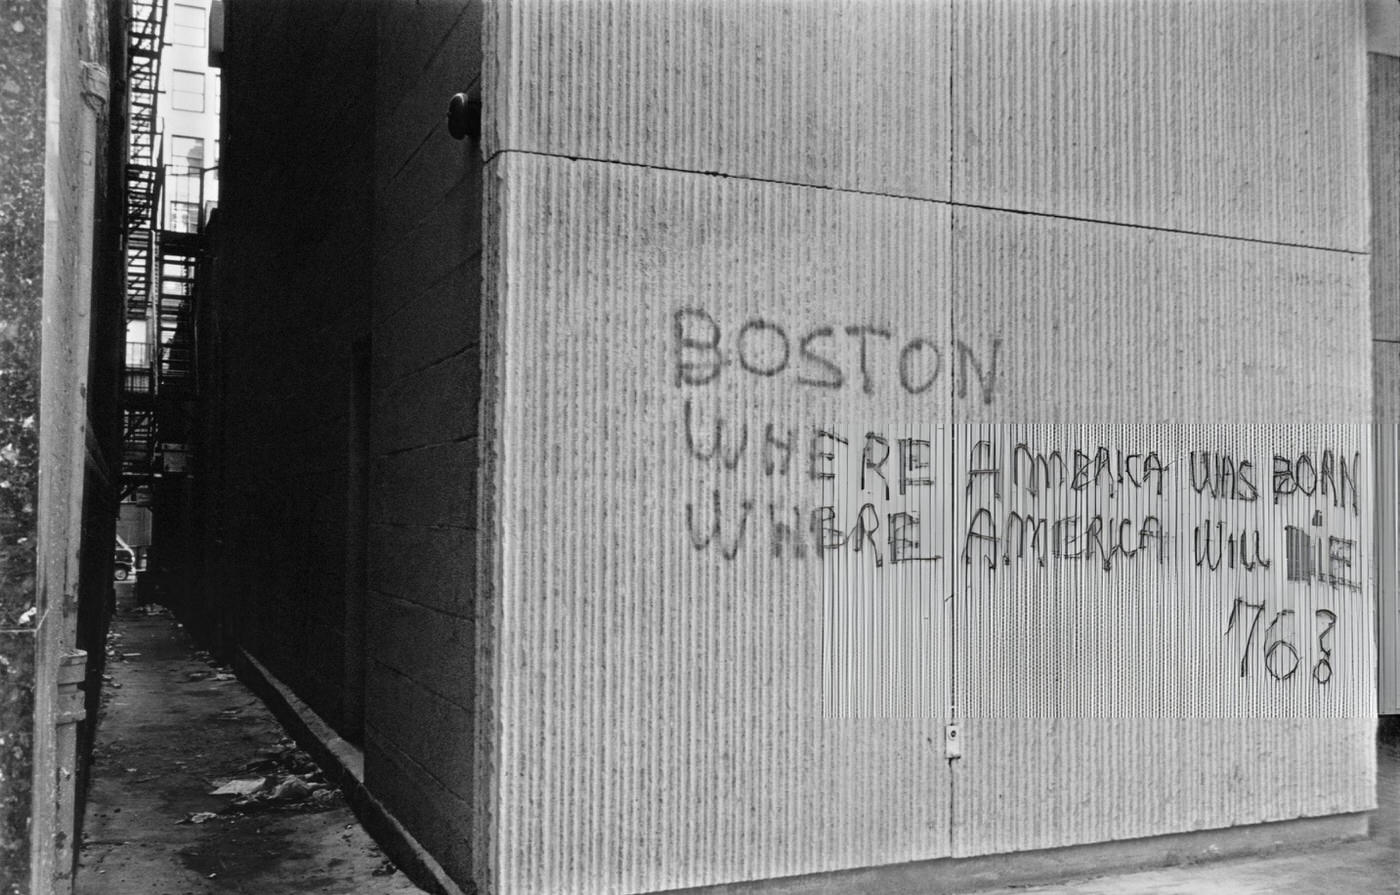 BOSTON
WHERE AMERICA WAS BORN
WHERE AMERICA WILL DIE
76?